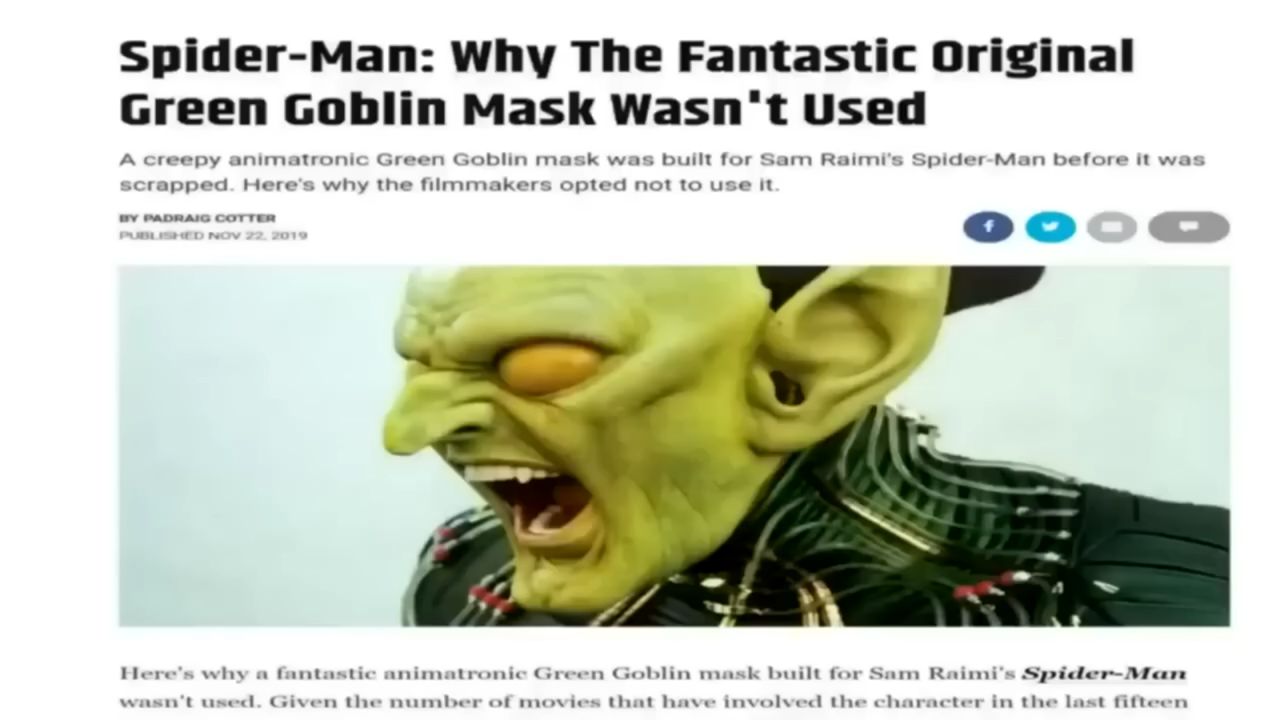 Spider-Man: Why The Fantastic Original
Green Goblin Mask Wasn't Used
A creepy animatronic Green Goblin mask was built for Sam Raimi's Spider-Man before it was
scrapped. Here's why the filmmakers opted not to use it.
BY PADRAIG COTTER
PUBLISHED NOV 22, 2019
f
Here's why a fantastic animatronic Green Goblin mask built for Sam Raimi's Spider-Man
wasn't used. Given the number of movies that have involved the character in the last fifteen